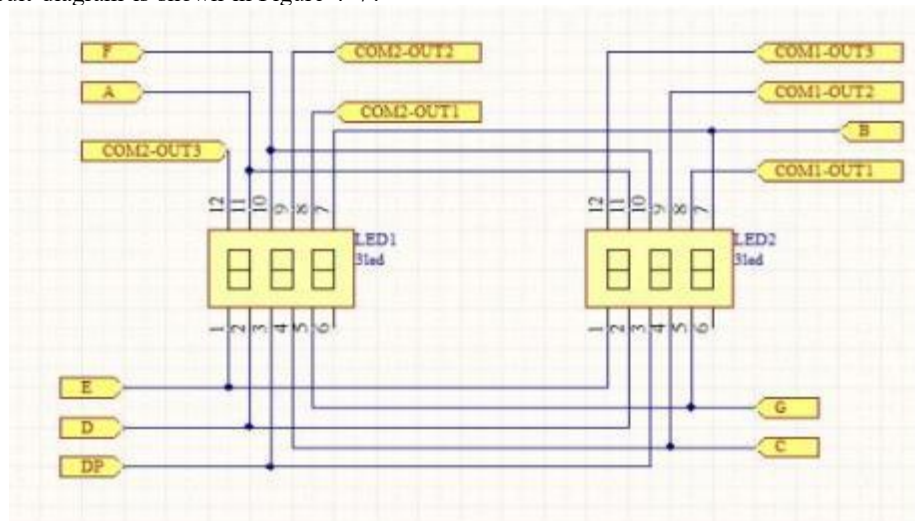 F
COM2-OUT2
COM1-OUT3
A
COM1-OUT2
COM2-OUT1
B
COM2-OUT3
COM1-OUT1
12 11 10 9 8 7
12 11 10 9 8 7
LED1
3led
LED2
3led
1 2 3 4 5 6
1 2 3 4 5 6
E
G
D
C
DP